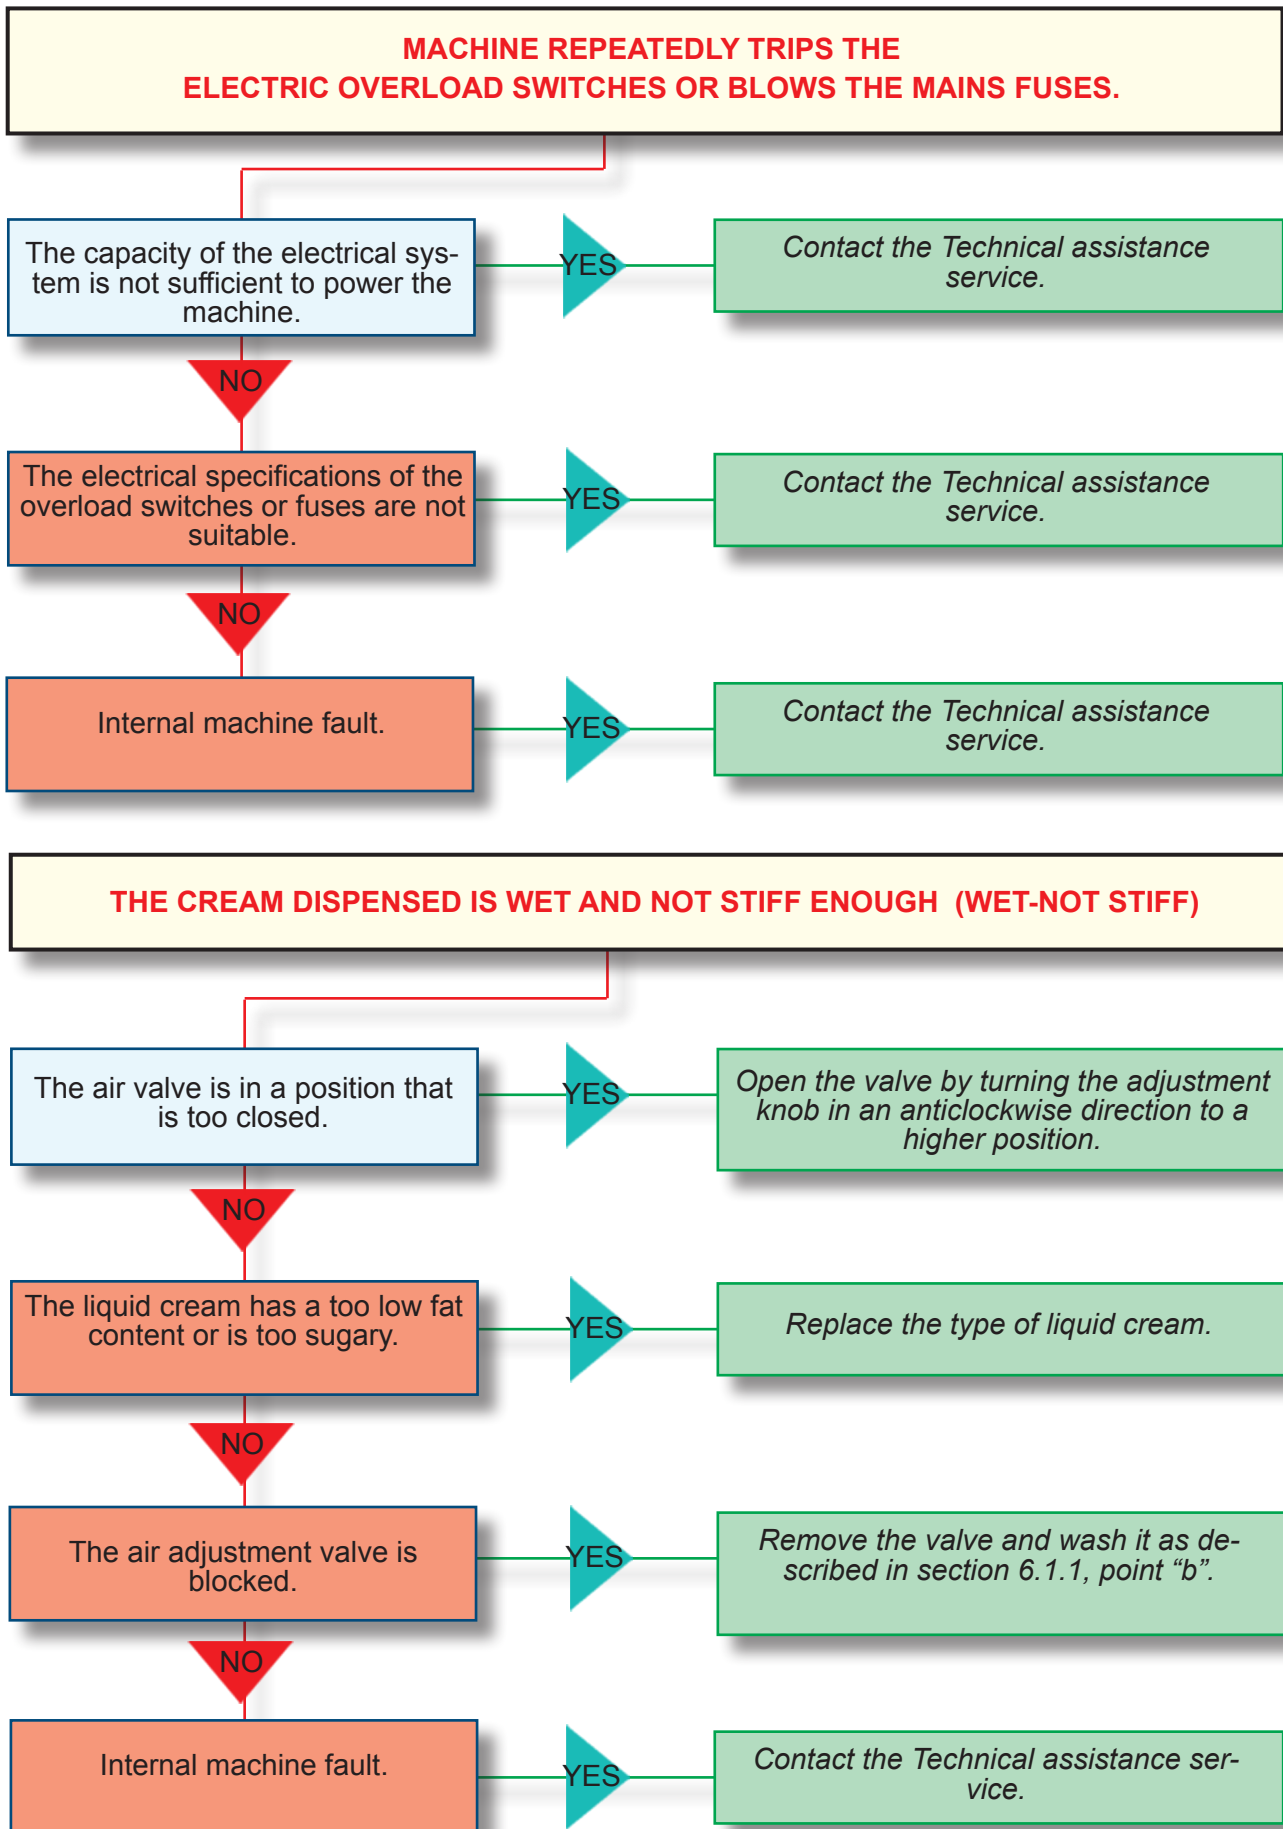 MACHINE REPEATEDLY TRIPS THE
ELECTRIC OVERLOAD SWITCHES OR BLOWS THE MAINS FUSES.
The capacity of the electrical sys-
tem is not sufficient to power the
machine.
YES
Contact the Technical assistance
service.
NO
The electrical specifications of the
overload switches or fuses are not
suitable.
YES
Contact the Technical assistance
service.
NO
Internal machine fault.
YES
Contact the Technical assistance
service.
THE CREAM DISPENSED IS WET AND NOT STIFF ENOUGH (WET-NOT STIFF)
The air valve is in a position that
is too closed.
YES
Open the valve by turning the adjustment
knob in an anticlockwise direction to a
higher position.
NO
The liquid cream has a too low fat
content or is too sugary.
YES
Replace the type of liquid cream.
NO
The air adjustment valve is
blocked.
YES
Remove the valve and wash it as de-
scribed in section 6.1.1, point “b”.
NO
Internal machine fault.
YES
Contact the Technical assistance ser-
vice.